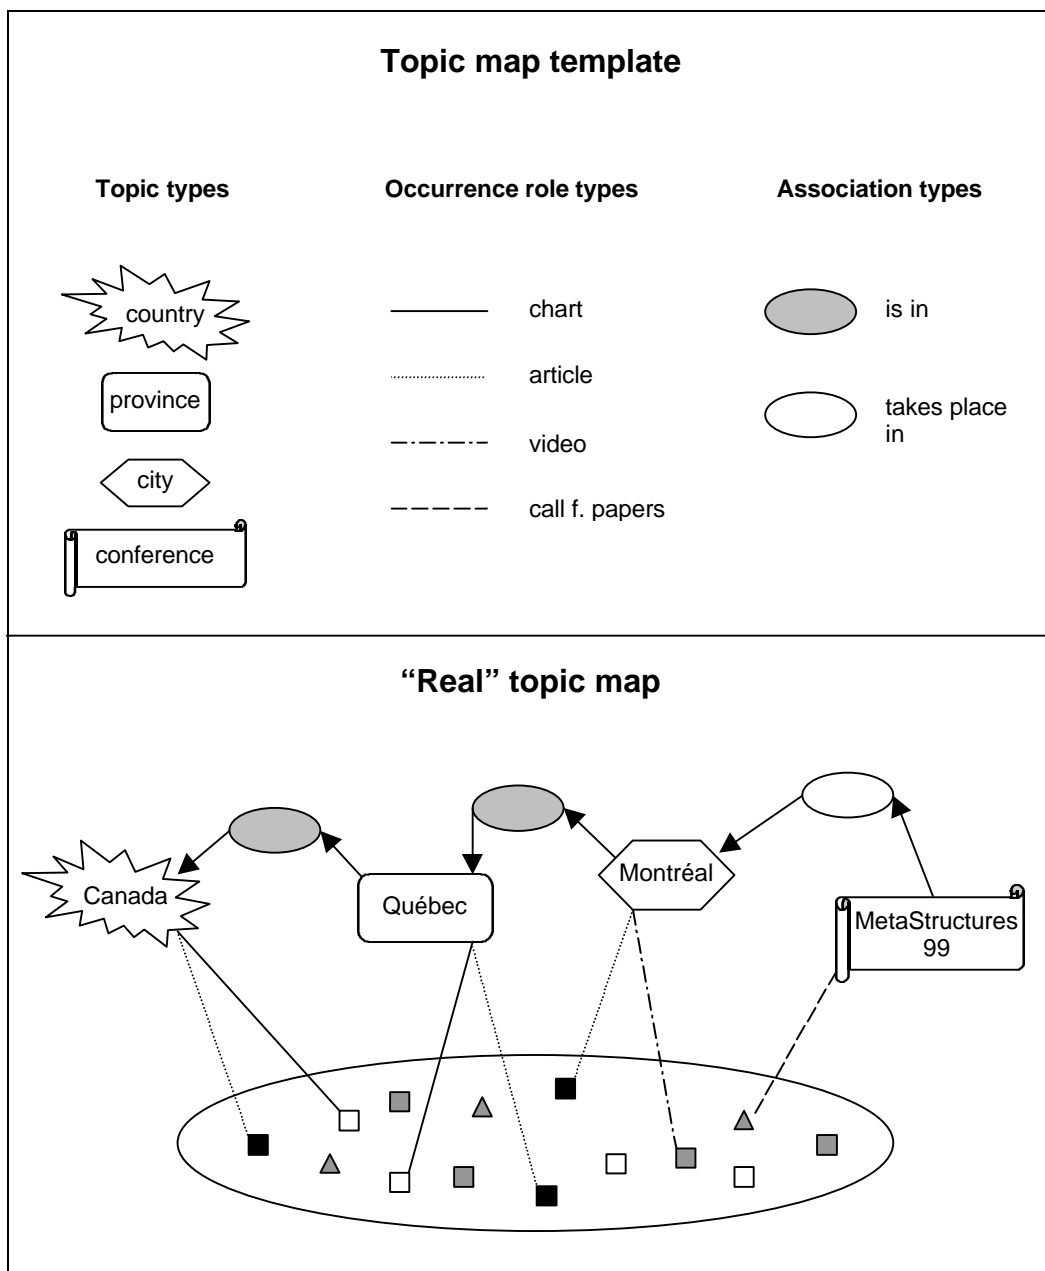 Topic map template
Topic types
Occurrence role types
Association types
country
province
city
conference
chart
article
video
call f. papers
is in
takes place
in
“Real” topic map
Canada
Québec
Montréal
MetaStructures
99